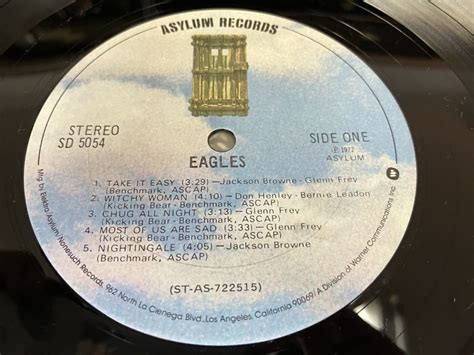 ASYLUM RECORDS
STEREO
SD 5054
SIDE ONE
℗ 1972
ASYLUM
EAGLES
1. TAKE IT EASY (3:29)—Jackson Browne-Glenn Frey
(Benchmark, ASCAP)
2. WITCHY WOMAN (4:10)—Don Henley-Bernie Leadon
(Kicking Bear-Benchmark, ASCAP)
3. CHUG ALL NIGHT (3:13)—Glenn Frey
(Kicking Bear-Benchmark, ASCAP)
4. MOST OF US ARE SAD (3:33)—Glenn Frey
(Kicking Bear-Benchmark, ASCAP)
5. NIGHTINGALE (4:05)—Jackson Browne
(Benchmark, ASCAP)
(ST-AS-722515)
Mfg by Elektra/Asylum/Nonesuch Records, 962 North La Cienega Blvd., Los Angeles, California 90069/A Division of Warner Communications Inc.